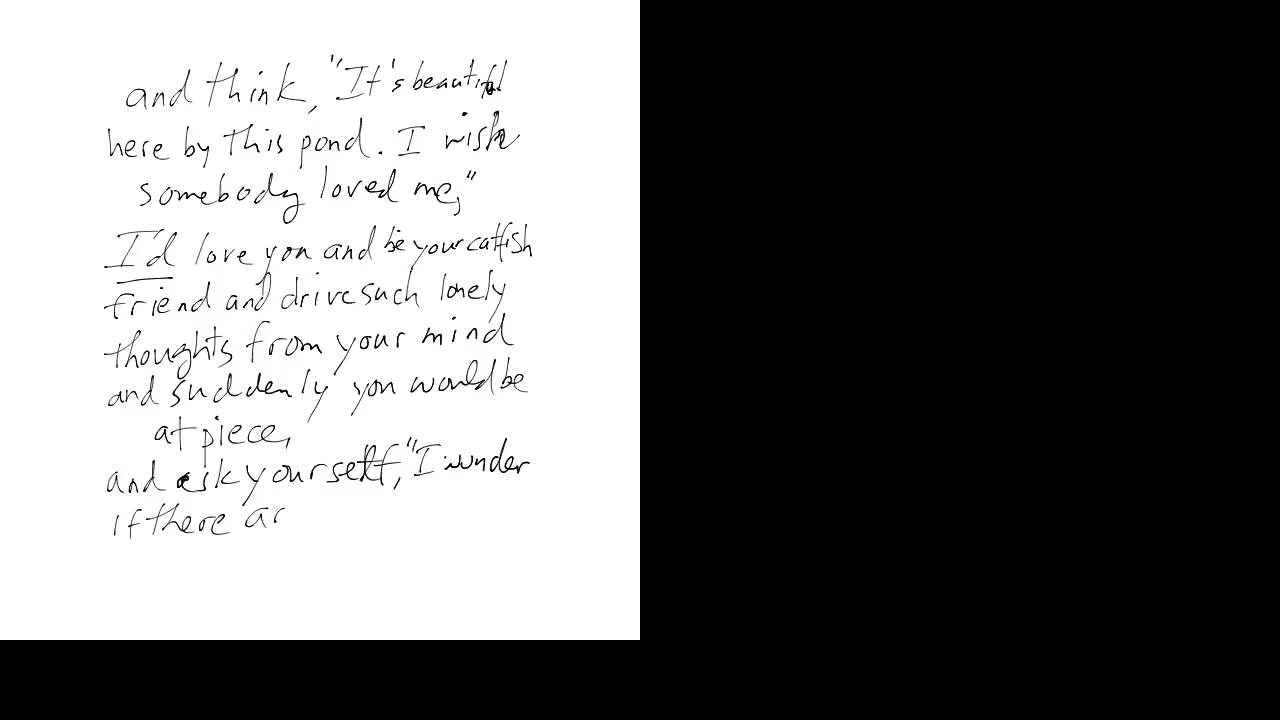 and think, "It's beautiful
here by this pond. I wish
somebody loved me,"
I'd love you and be your catfish
friend and drive such lonely
thoughts from your mind
and suddenly you would be
at piece,
and ask yourself, "I wunder
if there ar